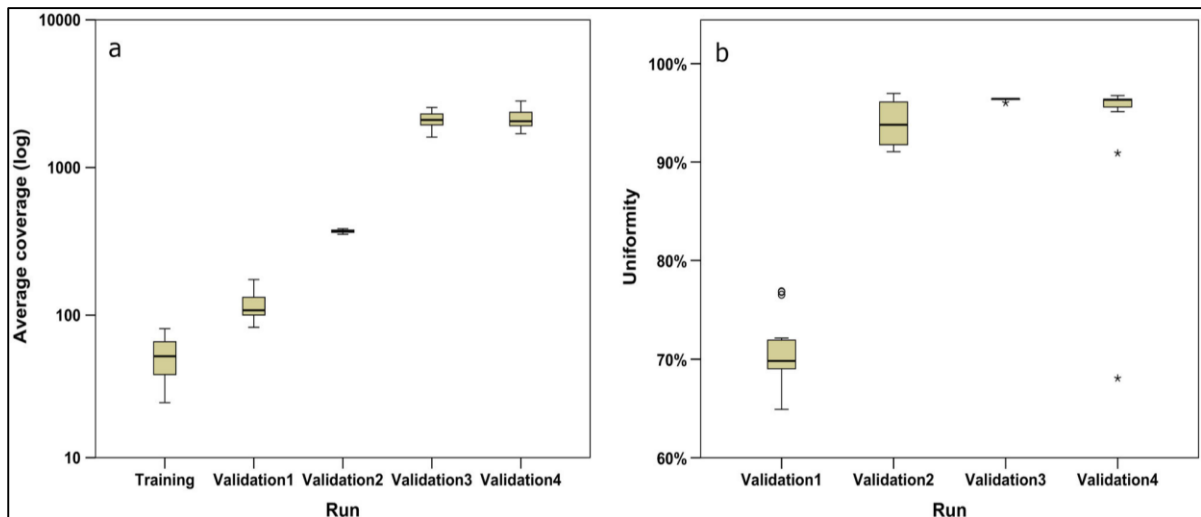 a
Average coverage (log)
10000
1000
100
10
Training Validation1 Validation2 Validation3 Validation4
Run
b
Uniformity
100%
90%
80%
70%
60%
Validation1 Validation2 Validation3 Validation4
Run